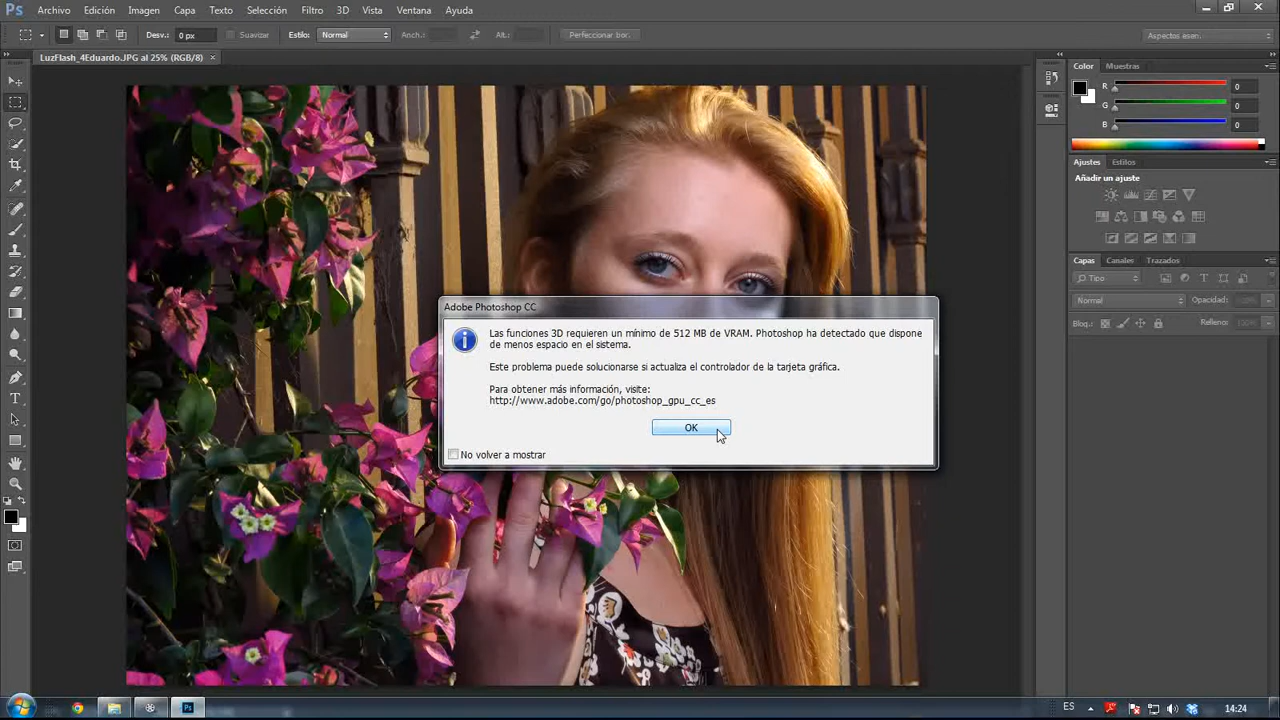 Ps Archivo Edición Imagen Capa Texto Selección Filtro 3D Vista Ventana Ayuda
Desv.: 0 px Suavizar Estilo: Normal Anch.: Alt.: Perfeccionar bor.
LuzFlash_4Eduardo.JPG al 25% (RGB/8) ×
Color Muestras
R 0
G 0
B 0
Ajustes Estilos
Añadir un ajuste
Capas Canales Trazados
Tipo
Normal Opacidad:
Bloq.: Relleno:
Adobe Photoshop CC
Las funciones 3D requieren un mínimo de 512 MB de VRAM. Photoshop ha detectado que dispone
de menos espacio en el sistema.
Este problema puede solucionarse si actualiza el controlador de la tarjeta gráfica.
Para obtener más información, visite:
http://www.adobe.com/go/photoshop_gpu_cc_es
OK
No volver a mostrar
ES 14:24